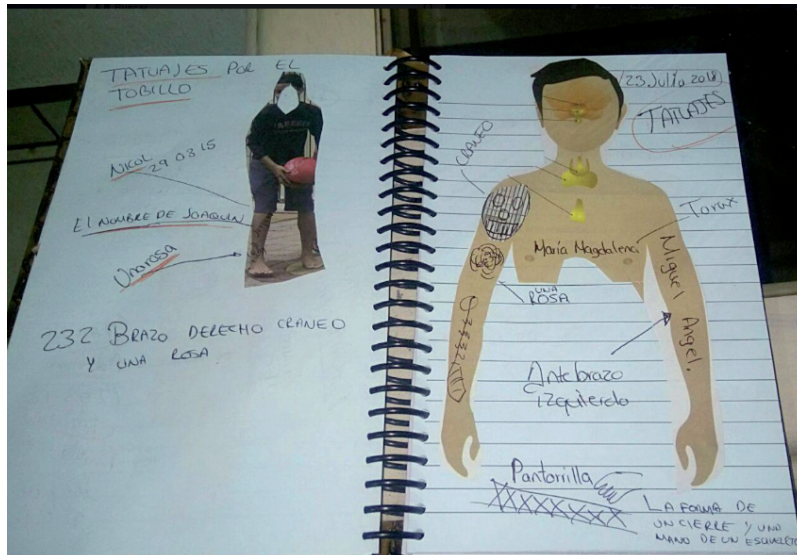 TATUAJES POR EL
TOBILLO
NICOL 29 08 15
EL NOMBRE DE JOAQUIN
Una rosa
232 BRAZO DERECHO CRANEO
Y UNA ROSA
23 Julio 2018
TATUAJES
CRANEO
Torax
María Magdalena
Miguel
Angel.
UNA
ROSA
Antebrazo
izquierdo
Pantorrilla
LA FORMA DE
UN CIERRE Y UNA
MANO DE UN ESQUELETO